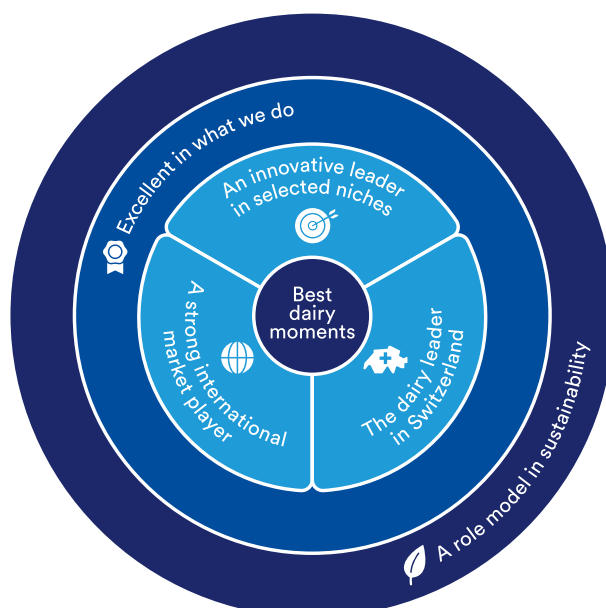 Excellent in what we do
An innovative leader
in selected niches
Best
dairy
moments
A strong international
market player
The dairy leader
in Switzerland
A role model in sustainability